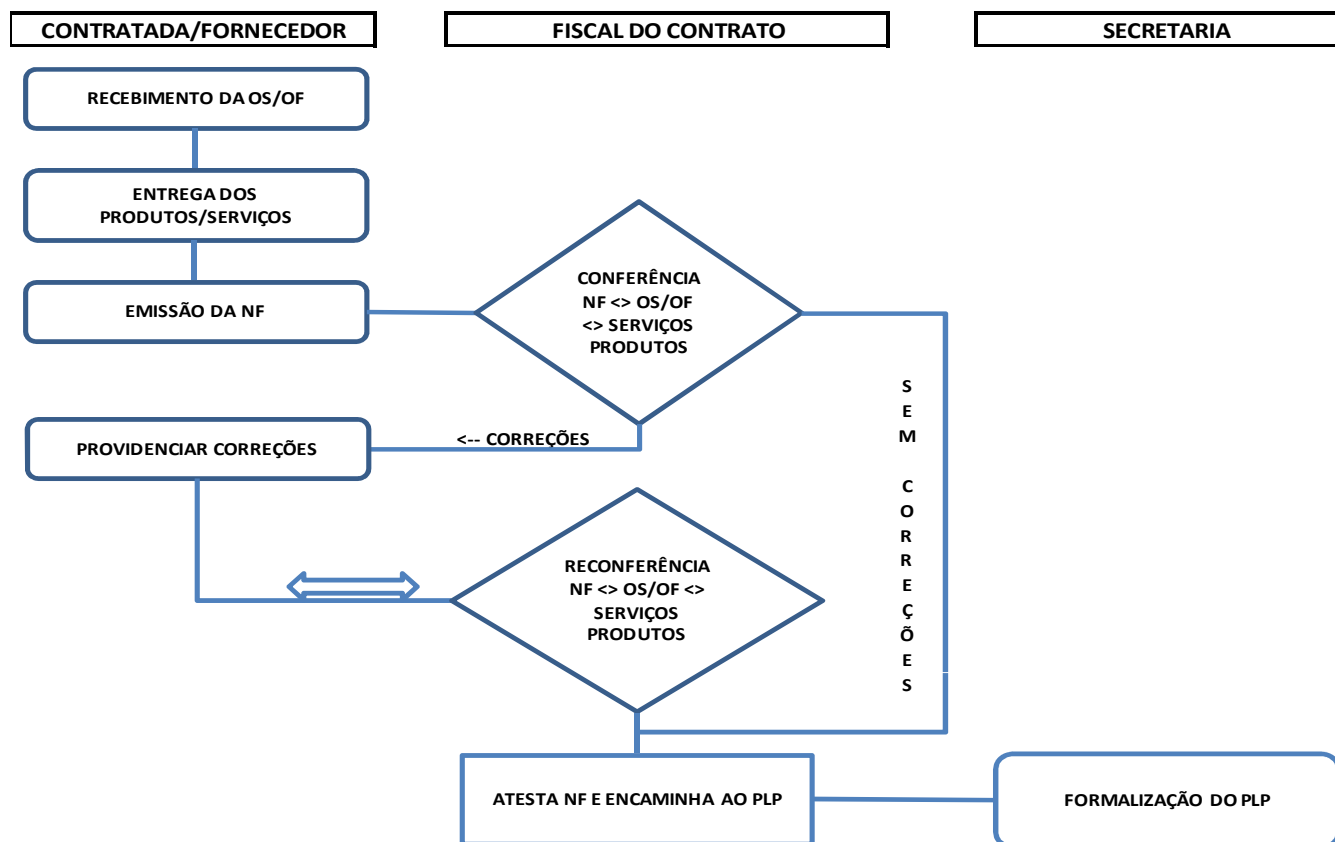 CONTRATADA/FORNECEDOR
FISCAL DO CONTRATO
SECRETARIA
RECEBIMENTO DA OS/OF
ENTREGA DOS
PRODUTOS/SERVIÇOS
EMISSÃO DA NF
CONFERÊNCIA
NF <> OS/OF
<> SERVIÇOS
PRODUTOS
S
E
M
C
O
R
R
E
Ç
Õ
E
S
PROVIDENCIAR CORREÇÕES
<-- CORREÇÕES
RECONFERÊNCIA
NF <> OS/OF <>
SERVIÇOS
PRODUTOS
ATESTA NF E ENCAMINHA AO PLP
FORMALIZAÇÃO DO PLP